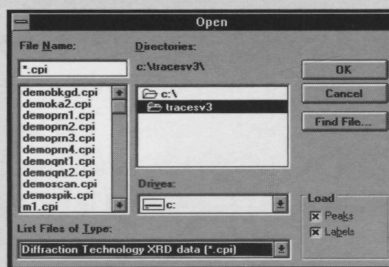 Open
File Name:
*.cpi
demobkgd.cpi
demoka2.cpi
demoprn1.cpi
demoprn2.cpi
demoprn3.cpi
demoprn4.cpi
demoqnt1.cpi
demoqnt2.cpi
demoscan.cpi
demospik.cpi
m1.cpi
List Files of Type:
Diffraction Technology XRD data (*.cpi)
Directories:
c:\tracesv3\
c:\
tracesv3
Drives:
c:
OK
Cancel
Find File...
Load
Peaks
Labels